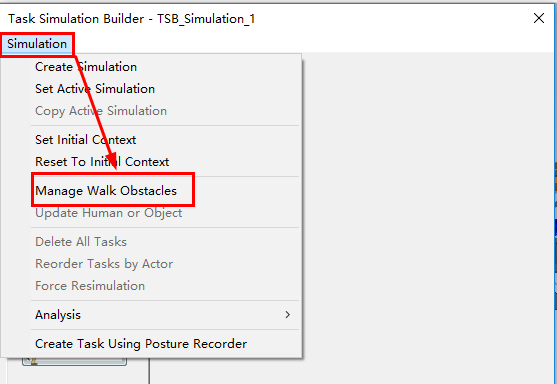 Task Simulation Builder - TSB_Simulation_1
Simulation
Create Simulation
Set Active Simulation
Copy Active Simulation
Set Initial Context
Reset To Initial Context
Manage Walk Obstacles
Update Human or Object
Delete All Tasks
Reorder Tasks by Actor
Force Resimulation
Analysis
Create Task Using Posture Recorder